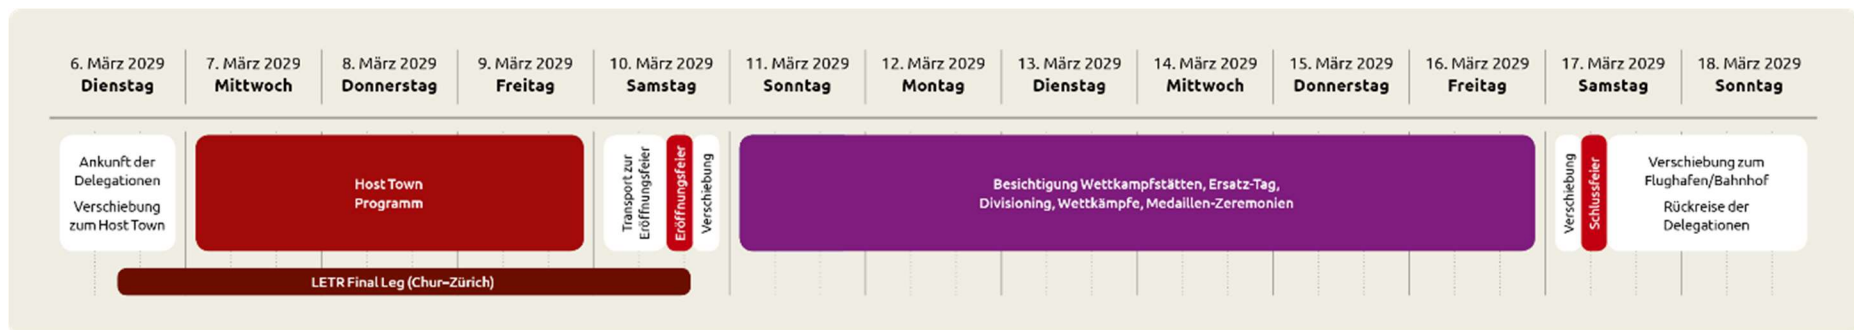 6. März 2029
Dienstag
7. März 2029
Mittwoch
8. März 2029
Donnerstag
9. März 2029
Freitag
10. März 2029
Samstag
11. März 2029
Sonntag
12. März 2029
Montag
13. März 2029
Dienstag
14. März 2029
Mittwoch
15. März 2029
Donnerstag
16. März 2029
Freitag
17. März 2029
Samstag
18. März 2029
Sonntag
Ankunft der
Delegationen
Verschiebung
zum Host Town
Host Town
Programm
Transport zur
Eröffnungsfeier
Eröffnungsfeier
Verschiebung
Besichtigung Wettkampfstätten, Ersatz-Tag,
Divisioning, Wettkämpfe, Medaillen-Zeremonien
Verschiebung
Schlussfeier
Verschiebung zum
Flughafen/Bahnhof
Rückreise der
Delegationen
LETR Final Leg (Chur–Zürich)